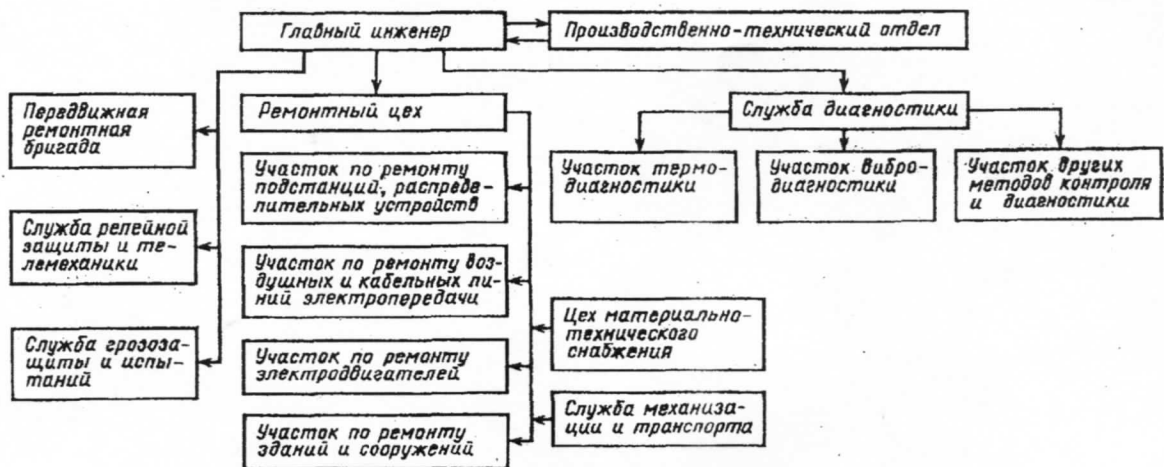 Главный инженер
Производственно-технический отдел
Передвижная
ремонтная
бригада
Ремонтный цех
Служба диагностики
Участок по ремонту
подстанций, распреде-
лительных устройств
Участок термо-
диагностики
Участок вибро-
диагностики
Участок других
методов контроля
и диагностики
Служба релейной
защиты и те-
лемеханики
Участок по ремонту воз-
душных и кабельных ли-
ний электропередачи
Цех материально-
технического
снабжения
Служба грозоза-
щиты и испы-
таний
Участок по ремонту
электродвигателей
Участок по ремонту
зданий и сооружений
Служба механиза-
ции и транспорта